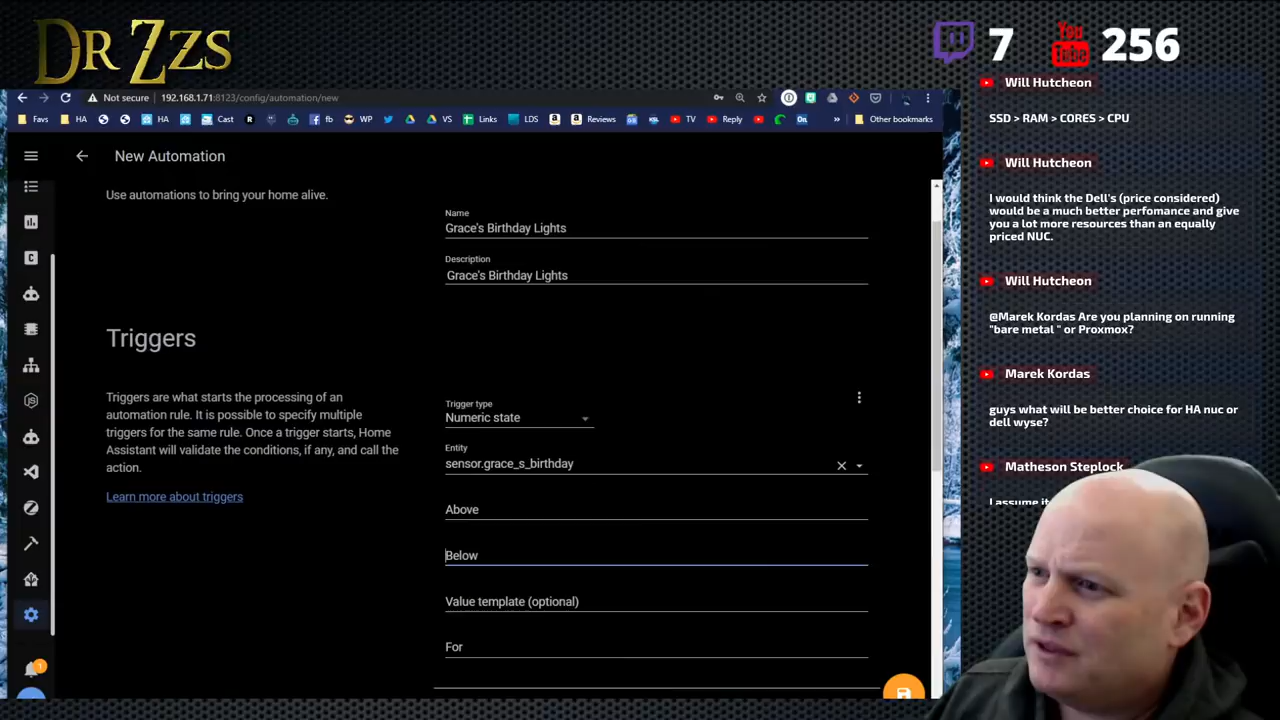 DR ZZS
7
You Tube
256
Not secure
192.168.1.71:8123/config/automation/new
Favs
HA
HA
Cast
R
fb
WP
VS
Links
LDS
Reviews
TV
Reply
On
»
Other bookmarks
New Automation
Use automations to bring your home alive.
Name
Grace's Birthday Lights
Description
Grace's Birthday Lights
Triggers
Triggers are what starts the processing of an
automation rule. It is possible to specify multiple
triggers for the same rule. Once a trigger starts, Home
Assistant will validate the conditions, if any, and call the
action.
Learn more about triggers
Trigger type
Numeric state
Entity
sensor.grace_s_birthday
Above
Below
Value template (optional)
For
1
Will Hutcheon
SSD > RAM > CORES > CPU
Will Hutcheon
I would think the Dell's (price considered)
would be a much better perfomance and give
you a lot more resources than an equally
priced NUC.
Will Hutcheon
@Marek Kordas Are you planning on running
"bare metal " or Proxmox?
Marek Kordas
guys what will be better choice for HA nuc or
dell wyse?
Matheson Steplock
I assume it